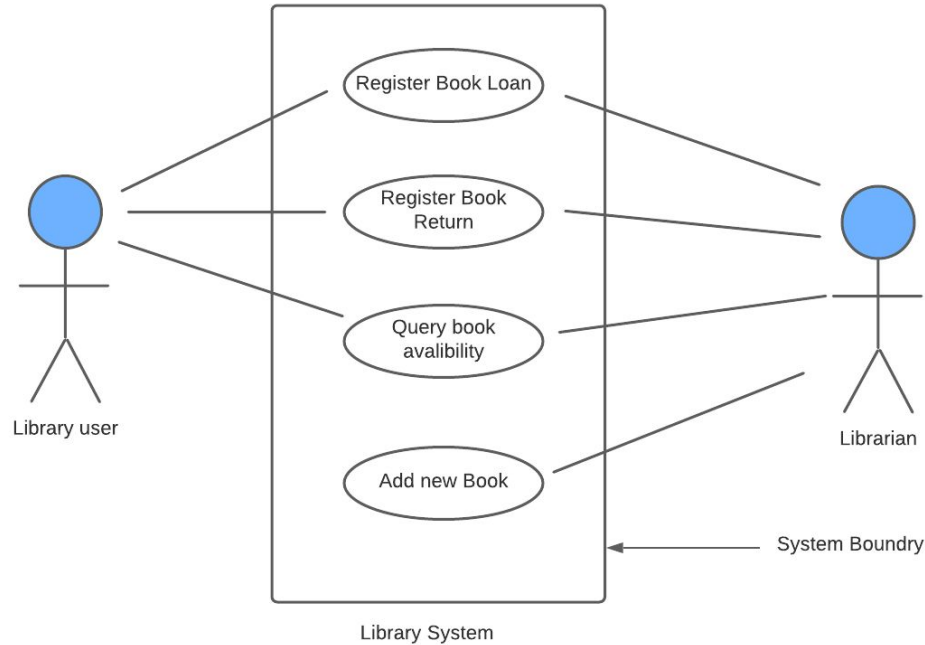 Register Book Loan
Register Book
Return
Query book
avalibility
Library user
Librarian
Add new Book
System Boundry
Library System